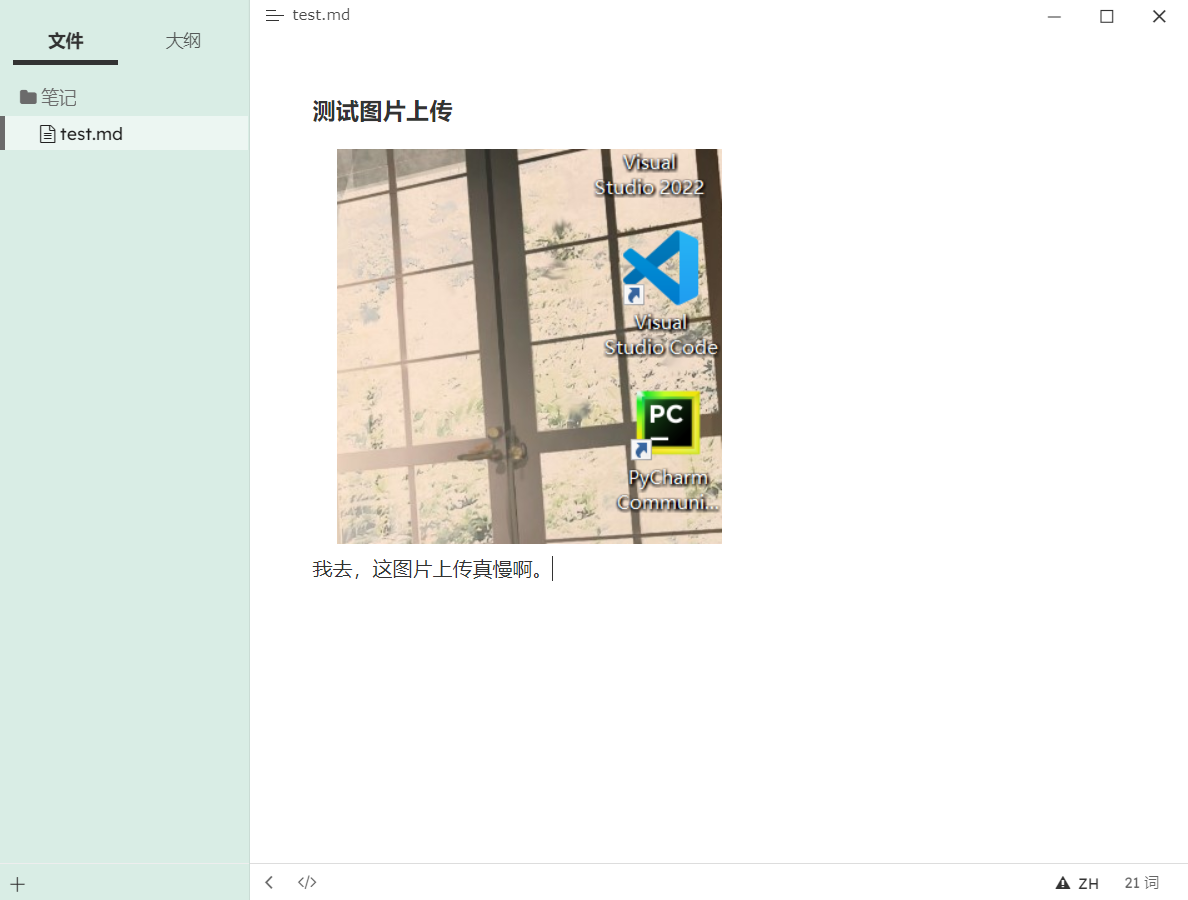 test.md
文件
大纲
笔记
test.md
测试图片上传
Visual
Studio 2022
Visual
Studio Code
PC
PyCharm
Communi...
我去，这图片上传真慢啊。
</>
ZH
21 词